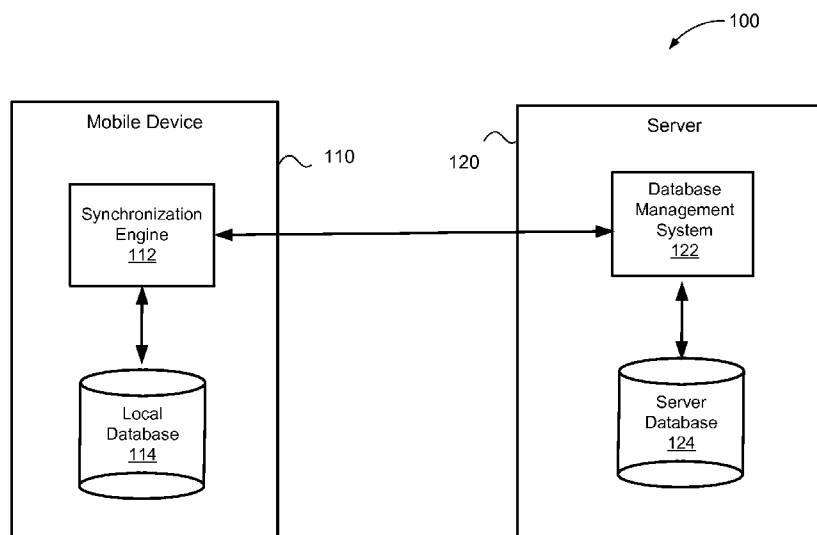 100
Mobile Device
110
Synchronization
Engine
112
Local
Database
114
Server
120
Database
Management
System
122
Server
Database
124